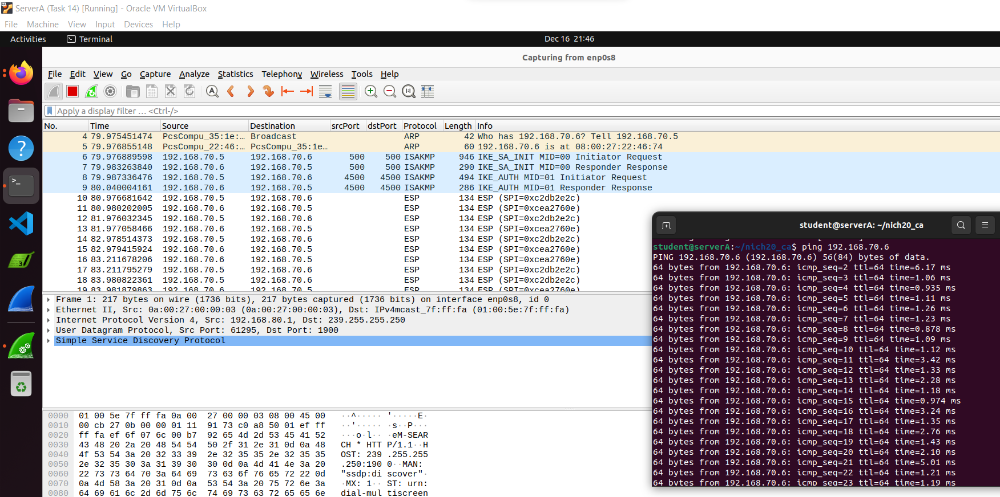 ServerA (Task 14) [Running] - Oracle VM VirtualBox
File Machine View Input Devices Help
Activities Terminal Dec 16 21:46
Capturing from enp0s8
File Edit View Go Capture Analyze Statistics Telephony Wireless Tools Help
Apply a display filter … <Ctrl-/>
No. Time Source Destination srcPort dstPort Protocol Length Info
4 79.975451474 PcsCompu_35:1e:… Broadcast ARP 42 Who has 192.168.70.6? Tell 192.168.70.5
5 79.976855148 PcsCompu_22:46:… PcsCompu_35:1e… ARP 60 192.168.70.6 is at 08:00:27:22:46:74
6 79.976889598 192.168.70.5 192.168.70.6 500 500 ISAKMP 946 IKE_SA_INIT MID=00 Initiator Request
7 79.983263840 192.168.70.6 192.168.70.5 500 500 ISAKMP 290 IKE_SA_INIT MID=00 Responder Response
8 79.987336474 192.168.70.5 192.168.70.6 4500 4500 ISAKMP 494 IKE_AUTH MID=01 Initiator Request
9 80.040004161 192.168.70.6 192.168.70.5 4500 4500 ISAKMP 286 IKE_AUTH MID=01 Responder Response
10 80.976681642 192.168.70.5 192.168.70.6 ESP 134 ESP (SPI=0xc2db2e2c)
11 80.980202005 192.168.70.6 192.168.70.5 ESP 134 ESP (SPI=0xcea2760e)
12 81.976032345 192.168.70.5 192.168.70.6 ESP 134 ESP (SPI=0xc2db2e2c)
13 81.977058466 192.168.70.6 192.168.70.5 ESP 134 ESP (SPI=0xcea2760e)
14 82.978514373 192.168.70.5 192.168.70.6 ESP 134 ESP (SPI=0xc2db2e2c)
15 82.979415924 192.168.70.6 192.168.70.5 ESP 134 ESP (SPI=0xcea2760e)
16 83.211678206 192.168.70.6 192.168.70.5 ESP 134 ESP (SPI=0xcea2760e)
17 83.211795279 192.168.70.5 192.168.70.6 ESP 134 ESP (SPI=0xc2db2e2c)
18 83.980822361 192.168.70.5 192.168.70.6 ESP 134 ESP (SPI=0xc2db2e2c)
19 83.981879863 192.168.70.6 192.168.70.5 ESP 134 ESP (SPI=0xcea2760e)
Frame 1: 217 bytes on wire (1736 bits), 217 bytes captured (1736 bits) on interface enp0s8, id 0
Ethernet II, Src: 0a:00:27:00:00:03 (0a:00:27:00:00:03), Dst: IPv4mcast_7f:ff:fa (01:00:5e:7f:ff:fa)
Internet Protocol Version 4, Src: 192.168.80.1, Dst: 239.255.255.250
User Datagram Protocol, Src Port: 61295, Dst Port: 1900
Simple Service Discovery Protocol
0000 01 00 5e 7f ff fa 0a 00 27 00 00 03 08 00 45 00 ··^····· '·····E·
0010 00 cb 27 0b 00 00 01 11 91 73 c0 a8 50 01 ef ff ··'····· ·s··P···
0020 ff fa ef 6f 07 6c 00 b7 92 65 4d 2d 53 45 41 52 ···o·l·· ·eM-SEAR
0030 43 48 20 2a 20 48 54 54 50 2f 31 2e 31 0d 0a 48 CH * HTT P/1.1··H
0040 4f 53 54 3a 20 32 33 39 2e 32 35 35 2e 32 35 35 OST: 239 .255.255
0050 2e 32 35 30 3a 31 39 30 30 0d 0a 4d 41 4e 3a 20 .250:190 0··MAN:
0060 22 73 73 64 70 3a 64 69 73 63 6f 76 65 72 22 0d "ssdp:di scover"·
0070 0a 4d 58 3a 20 31 0d 0a 53 54 3a 20 75 72 6e 3a ·MX: 1·· ST: urn:
0080 64 69 61 6c 2d 6d 75 6c 74 69 73 63 72 65 65 6e dial-mul tiscreen
student@serverA: ~/nich20_ca
student@serverA:~/nich20_ca$ ping 192.168.70.6
PING 192.168.70.6 (192.168.70.6) 56(84) bytes of data.
64 bytes from 192.168.70.6: icmp_seq=2 ttl=64 time=6.17 ms
64 bytes from 192.168.70.6: icmp_seq=3 ttl=64 time=1.06 ms
64 bytes from 192.168.70.6: icmp_seq=4 ttl=64 time=0.935 ms
64 bytes from 192.168.70.6: icmp_seq=5 ttl=64 time=1.11 ms
64 bytes from 192.168.70.6: icmp_seq=6 ttl=64 time=1.26 ms
64 bytes from 192.168.70.6: icmp_seq=7 ttl=64 time=1.23 ms
64 bytes from 192.168.70.6: icmp_seq=8 ttl=64 time=0.878 ms
64 bytes from 192.168.70.6: icmp_seq=9 ttl=64 time=1.09 ms
64 bytes from 192.168.70.6: icmp_seq=10 ttl=64 time=1.12 ms
64 bytes from 192.168.70.6: icmp_seq=11 ttl=64 time=3.42 ms
64 bytes from 192.168.70.6: icmp_seq=12 ttl=64 time=1.33 ms
64 bytes from 192.168.70.6: icmp_seq=13 ttl=64 time=2.28 ms
64 bytes from 192.168.70.6: icmp_seq=14 ttl=64 time=1.18 ms
64 bytes from 192.168.70.6: icmp_seq=15 ttl=64 time=0.974 ms
64 bytes from 192.168.70.6: icmp_seq=16 ttl=64 time=3.24 ms
64 bytes from 192.168.70.6: icmp_seq=17 ttl=64 time=1.35 ms
64 bytes from 192.168.70.6: icmp_seq=18 ttl=64 time=2.76 ms
64 bytes from 192.168.70.6: icmp_seq=19 ttl=64 time=1.43 ms
64 bytes from 192.168.70.6: icmp_seq=20 ttl=64 time=2.10 ms
64 bytes from 192.168.70.6: icmp_seq=21 ttl=64 time=5.01 ms
64 bytes from 192.168.70.6: icmp_seq=22 ttl=64 time=1.21 ms
64 bytes from 192.168.70.6: icmp_seq=23 ttl=64 time=1.19 ms